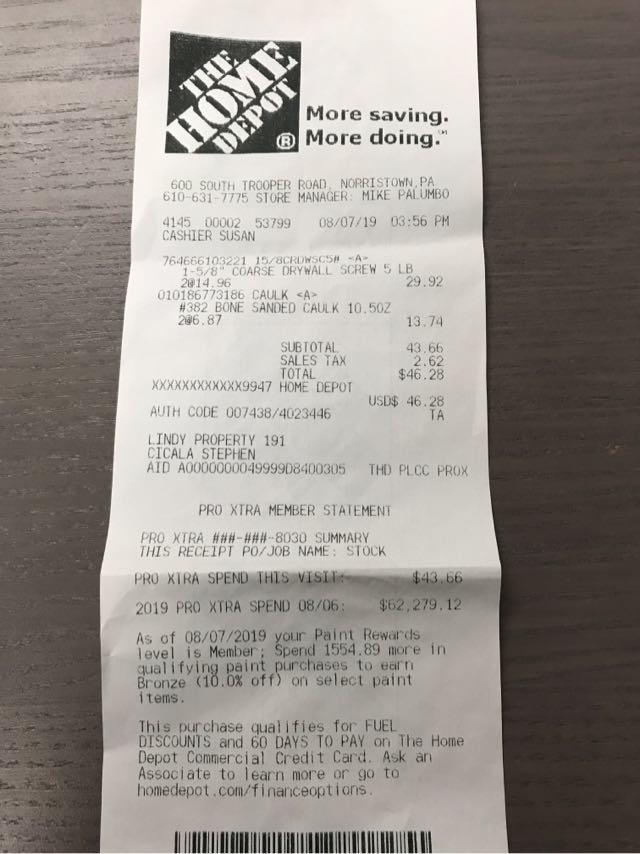 THE
HOME
DEPOT
®
More saving.
More doing.℠
600 SOUTH TROOPER ROAD, NORRISTOWN,PA
610-631-7775 STORE MANAGER: MIKE PALUMBO
4145 00002 53799 08/07/19 03:56 PM
CASHIER SUSAN
764666103221 15/8CRDWSC5# <A>
1-5/8" COARSE DRYWALL SCREW 5 LB
2@14.96 29.92
010186773186 CAULK <A>
#382 BONE SANDED CAULK 10.5OZ
2@6.87 13.74
SUBTOTAL 43.66
SALES TAX 2.62
TOTAL $46.28
XXXXXXXXXXXX9947 HOME DEPOT
USD$ 46.28
AUTH CODE 007438/4023446 TA
LINDY PROPERTY 191
CICALA STEPHEN
AID A0000000049999D8400305 THD PLCC PROX
PRO XTRA MEMBER STATEMENT
PRO XTRA ###-###-8030 SUMMARY
THIS RECEIPT PO/JOB NAME: STOCK
PRO XTRA SPEND THIS VISIT: $43.66
2019 PRO XTRA SPEND 08/06: $62,279.12
As of 08/07/2019 your Paint Rewards
level is Member; Spend 1554.89 more in
qualifying paint purchases to earn
Bronze (10.0% off) on select paint
items.
This purchase qualifies for FUEL
DISCOUNTS and 60 DAYS TO PAY on The Home
Depot Commercial Credit Card. Ask an
Associate to learn more or go to
homedepot.com/financeoptions.